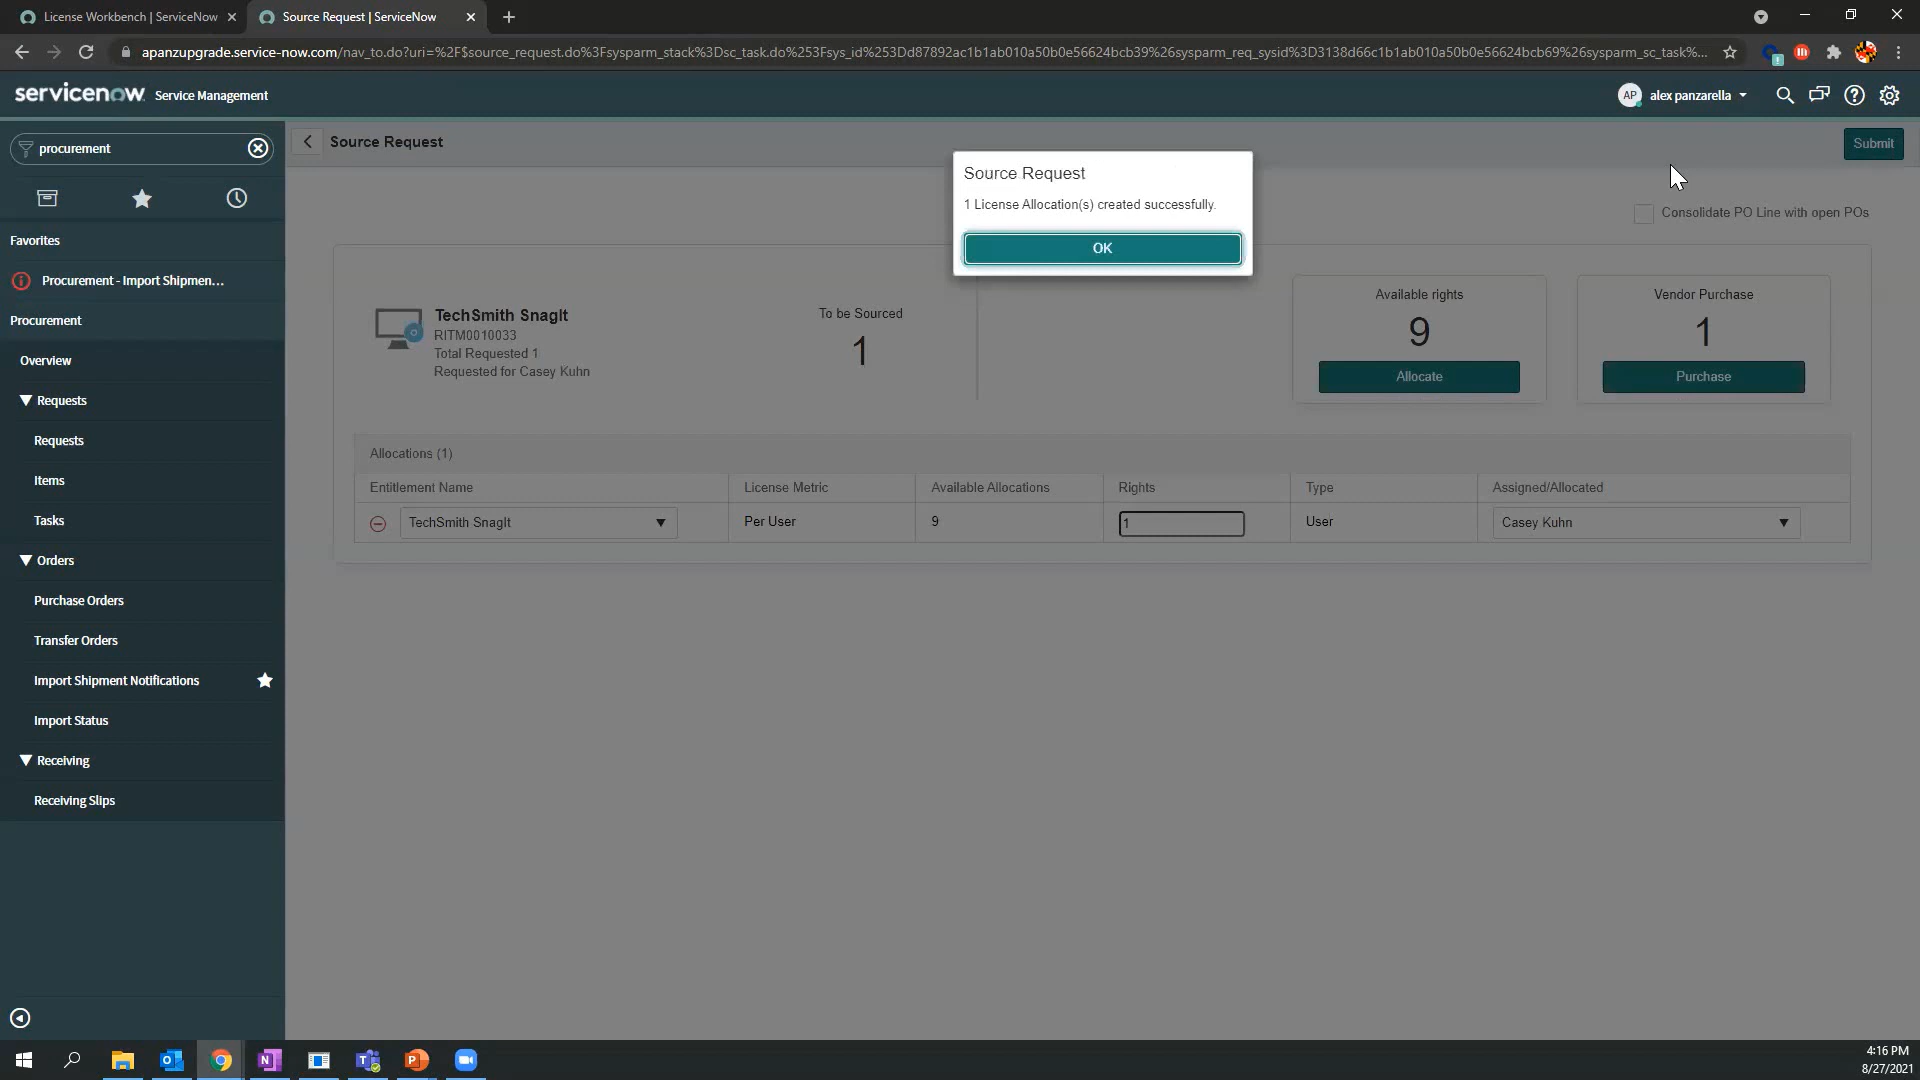 License Workbench | ServiceNow
Source Request | ServiceNow
apanzupgrade.service-now.com/nav_to.do?uri=%2F$source_request.do%3Fsysparm_stack%3Dsc_task.do%253Fsys_id%253Dd87892ac1b1ab010a50b0e56624bcb39%26sysparm_req_sysid%3D3138d66c1b1ab010a50b0e56624bcb69%26sysparm_sc_task%...
servicenow Service Management
AP alex panzarella
procurement
Source Request
Submit
Source Request
1 License Allocation(s) created successfully.
OK
Consolidate PO Line with open POs
Favorites
Procurement - Import Shipmen...
Procurement
Overview
Requests
Requests
Items
Tasks
Orders
Purchase Orders
Transfer Orders
Import Shipment Notifications
Import Status
Receiving
Receiving Slips
TechSmith SnagIt
RITM0010033
Total Requested 1
Requested for Casey Kuhn
To be Sourced
1
Available rights
9
Allocate
Vendor Purchase
1
Purchase
Allocations (1)
Entitlement Name License Metric Available Allocations Rights Type Assigned/Allocated
TechSmith SnagIt Per User 9 1 User Casey Kuhn
4:16 PM
8/27/2021